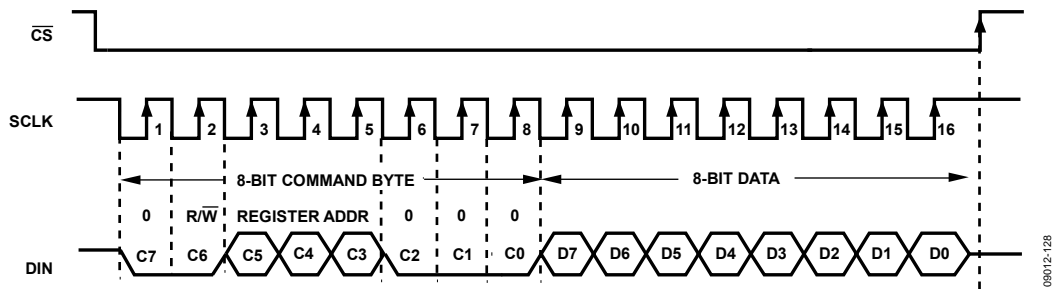 CS
SCLK
1 2 3 4 5 6 7 8 9 10 11 12 13 14 15 16
8-BIT COMMAND BYTE 8-BIT DATA
0 R/W REGISTER ADDR 0 0 0
DIN
C7 C6 C5 C4 C3 C2 C1 C0 D7 D6 D5 D4 D3 D2 D1 D0
09012-128